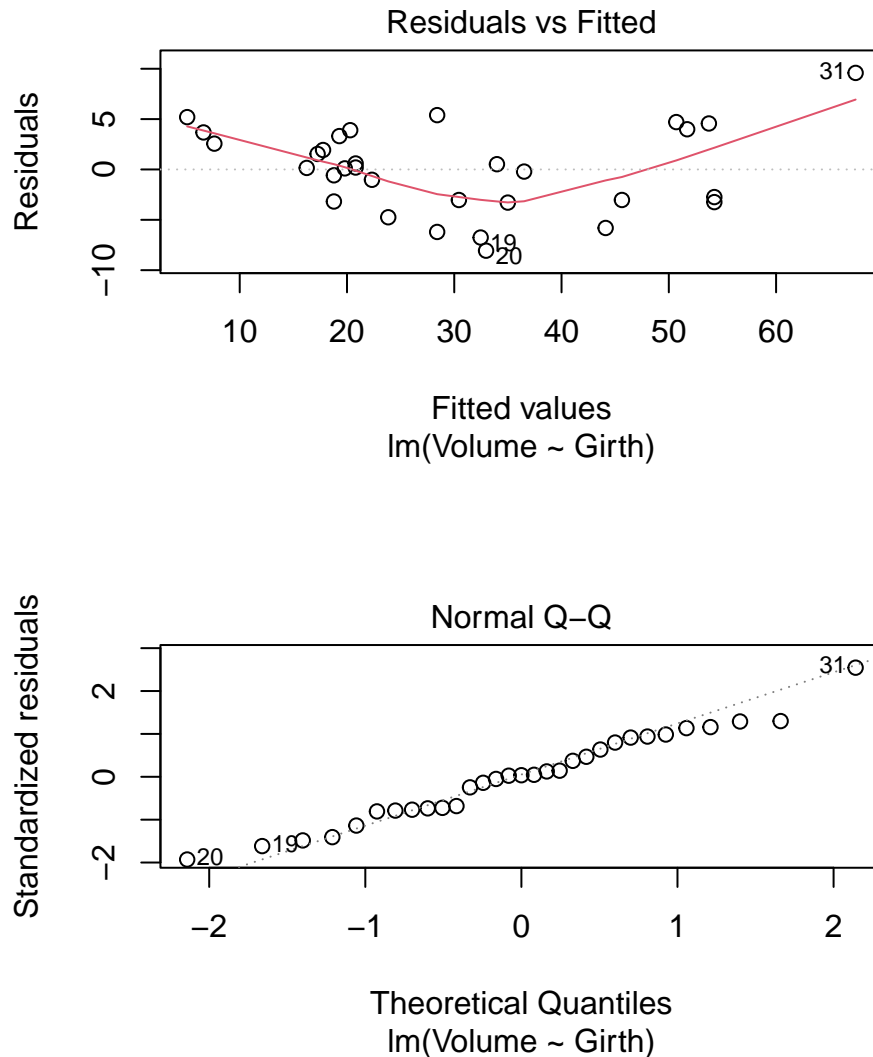 Residuals vs Fitted
Residuals
5
0
−10
31
19
20
10 20 30 40 50 60
Fitted values
lm(Volume ~ Girth)
Normal Q−Q
Standardized residuals
2
0
−2
31
19
20
−2 −1 0 1 2
Theoretical Quantiles
lm(Volume ~ Girth)